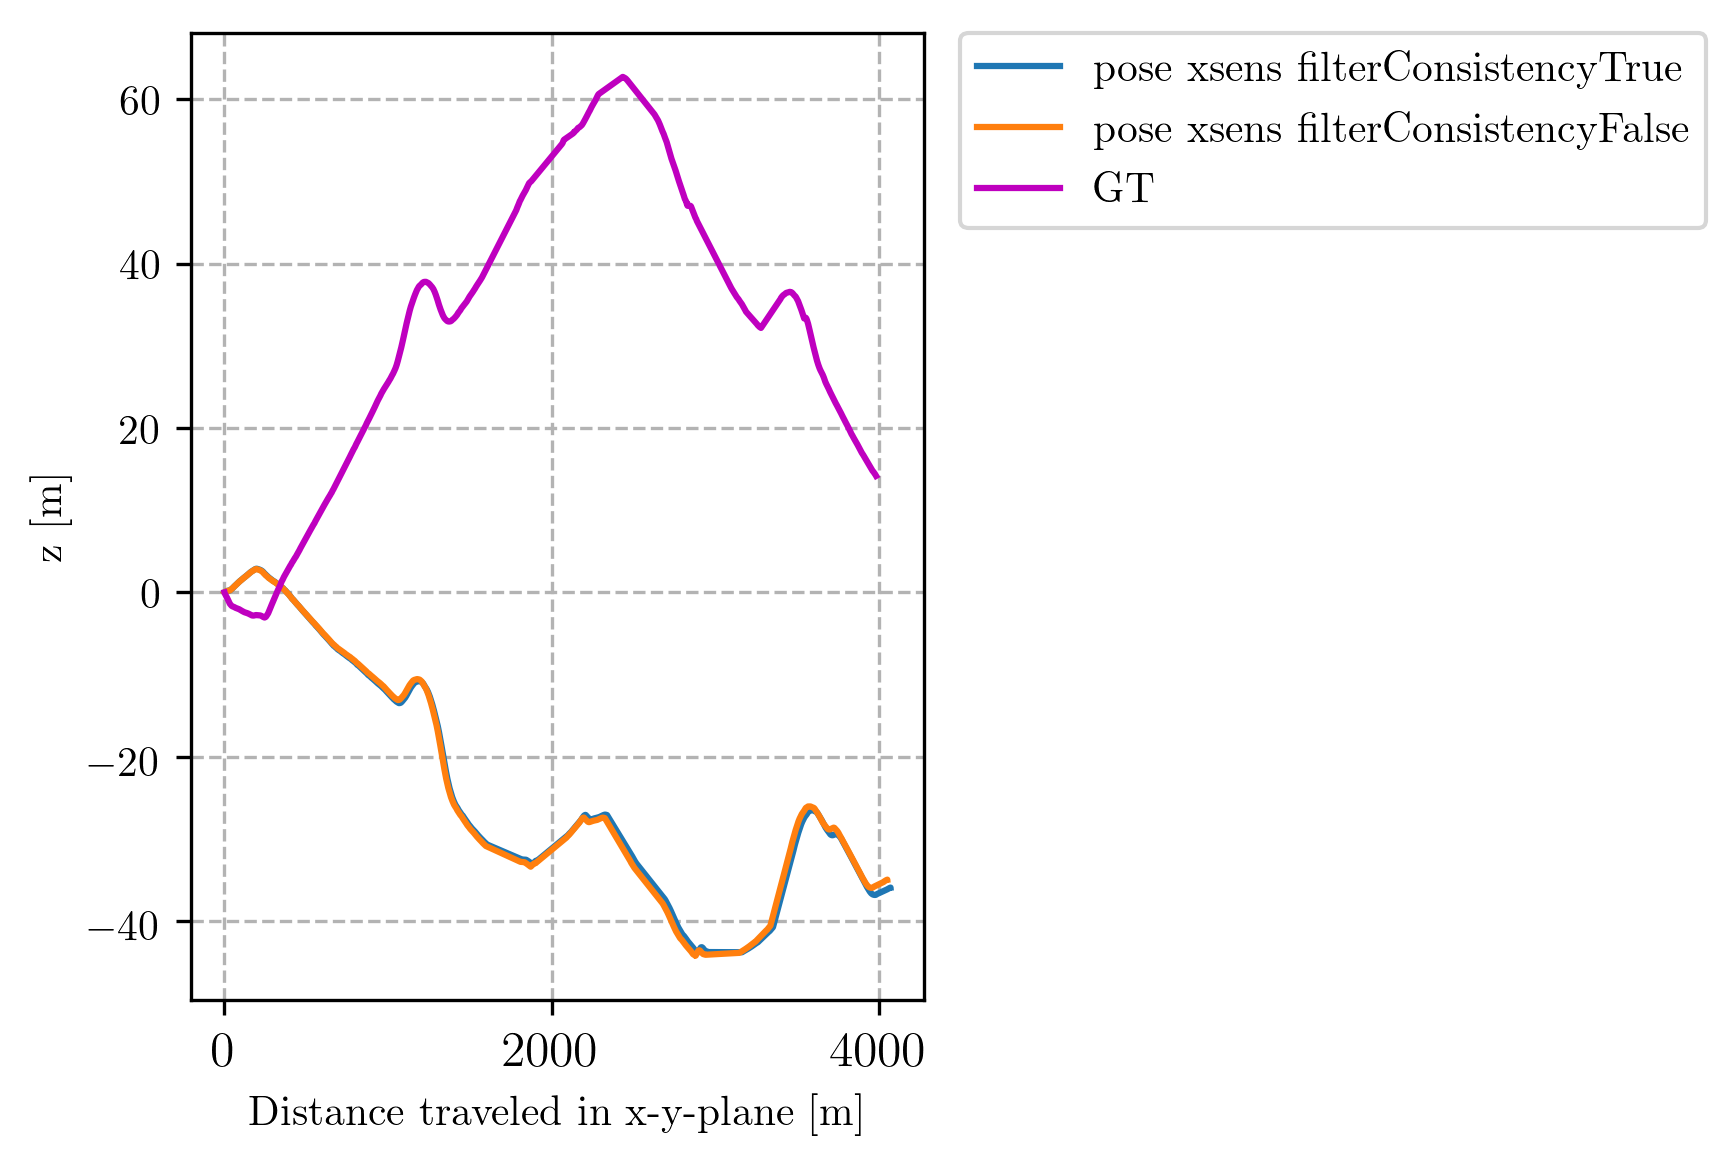 pose xsens filterConsistencyTrue
pose xsens filterConsistencyFalse
GT
60
40
20
0
−20
−40
z [m]
0 2000 4000
Distance traveled in x-y-plane [m]